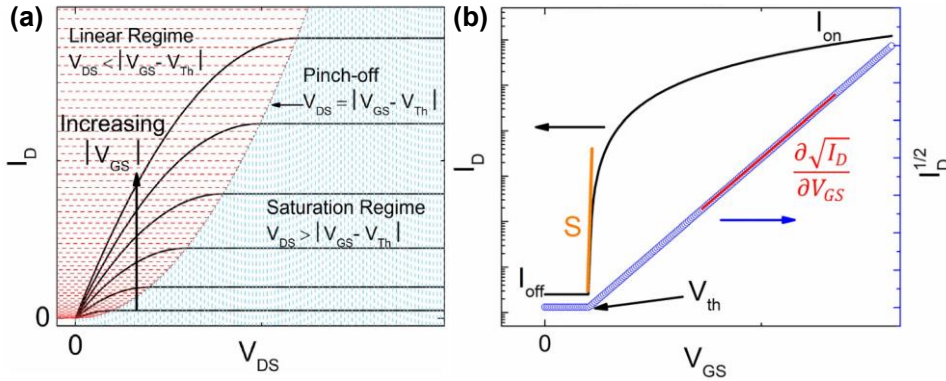 (a)
Linear Regime
V_DS < |V_GS - V_Th|
Pinch-off
V_DS = |V_GS - V_Th|
Increasing
|V_GS|
Saturation Regime
V_DS > |V_GS - V_Th|
I_D
0
0
V_DS
(b)
I_on
∂√I_D
∂V_GS
S
I_off
V_th
I_D
I_D^1/2
0
V_GS